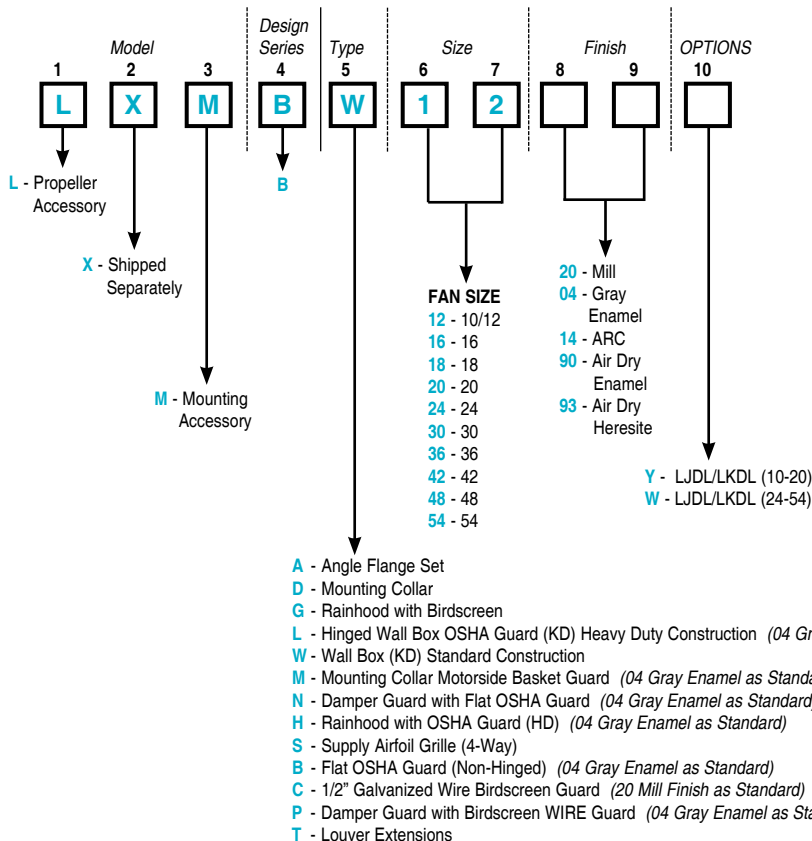 Design
Model Series Type Size Finish OPTIONS
1 2 3 4 5 6 7 8 9 10
L X M B W 1 2
L - Propeller
Accessory
B
X - Shipped
Separately
M - Mounting
Accessory
FAN SIZE
12 - 10/12
16 - 16
18 - 18
20 - 20
24 - 24
30 - 30
36 - 36
42 - 42
48 - 48
54 - 54
20 - Mill
04 - Gray
Enamel
14 - ARC
90 - Air Dry
Enamel
93 - Air Dry
Heresite
Y - LJDL/LKDL (10-20)
W - LJDL/LKDL (24-54)
A - Angle Flange Set
D - Mounting Collar
G - Rainhood with Birdscreen
L - Hinged Wall Box OSHA Guard (KD) Heavy Duty Construction (04
W - Wall Box (KD) Standard Construction
M - Mounting Collar Motorside Basket Guard (04 Gray Enamel as
N - Damper Guard with Flat OSHA Guard (04 Gray Enamel as Standard)
H - Rainhood with OSHA Guard (HD) (04 Gray Enamel as Standard)
S - Supply Airfoil Grille (4-Way)
B - Flat OSHA Guard (Non-Hinged) (04 Gray Enamel as Standard)
C - 1/2" Galvanized Wire Birdscreen Guard (20 Mill Finish as Standard)
P - Damper Guard with Birdscreen WIRE Guard (04 Gray Enamel as
T - Louver Extensions